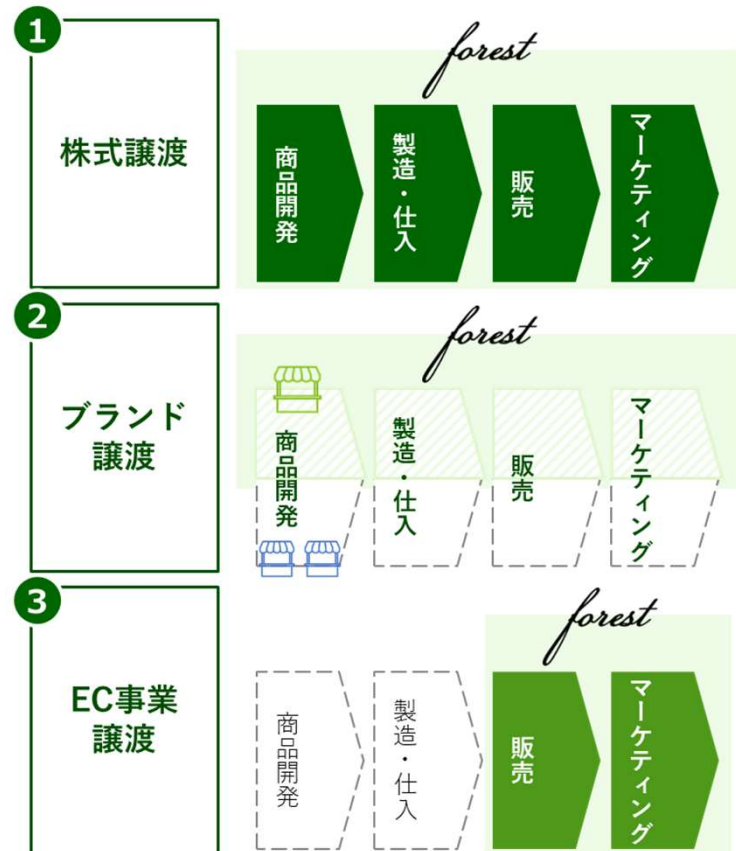 1
株式譲渡
forest
商品開発
製造・仕入
販売
マーケティング
2
ブランド
譲渡
forest
商品開発
製造・仕入
販売
マーケティング
3
EC事業
譲渡
forest
商品開発
製造・仕入
販売
マーケティング